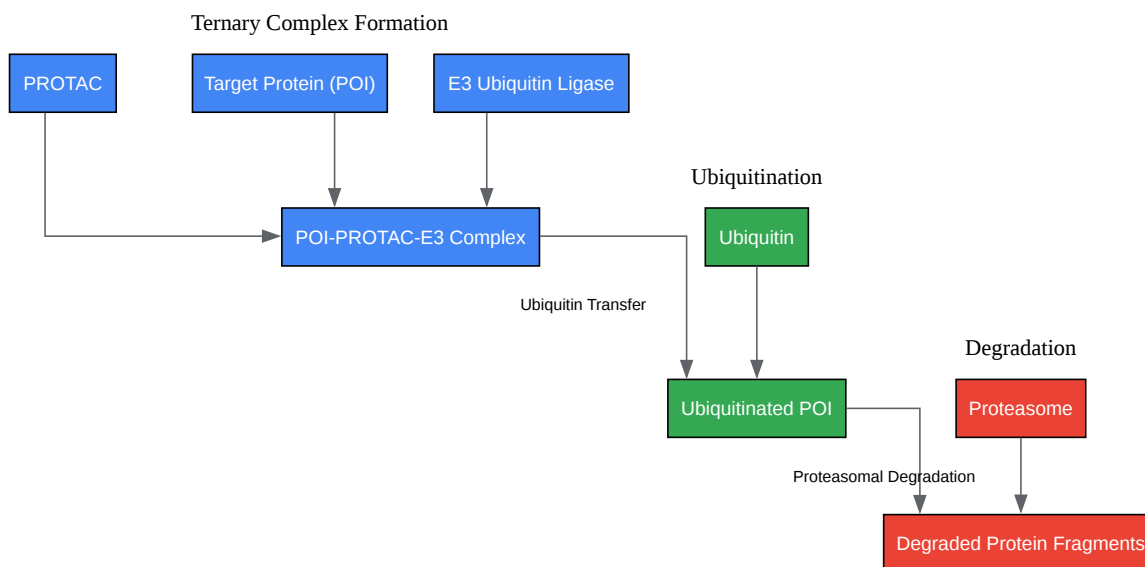 Ternary Complex Formation
PROTAC
Target Protein (POI)
E3 Ubiquitin Ligase
Ubiquitination
POI-PROTAC-E3 Complex
Ubiquitin
Ubiquitin Transfer
Degradation
Ubiquitinated POI
Proteasome
Proteasomal Degradation
Degraded Protein Fragments